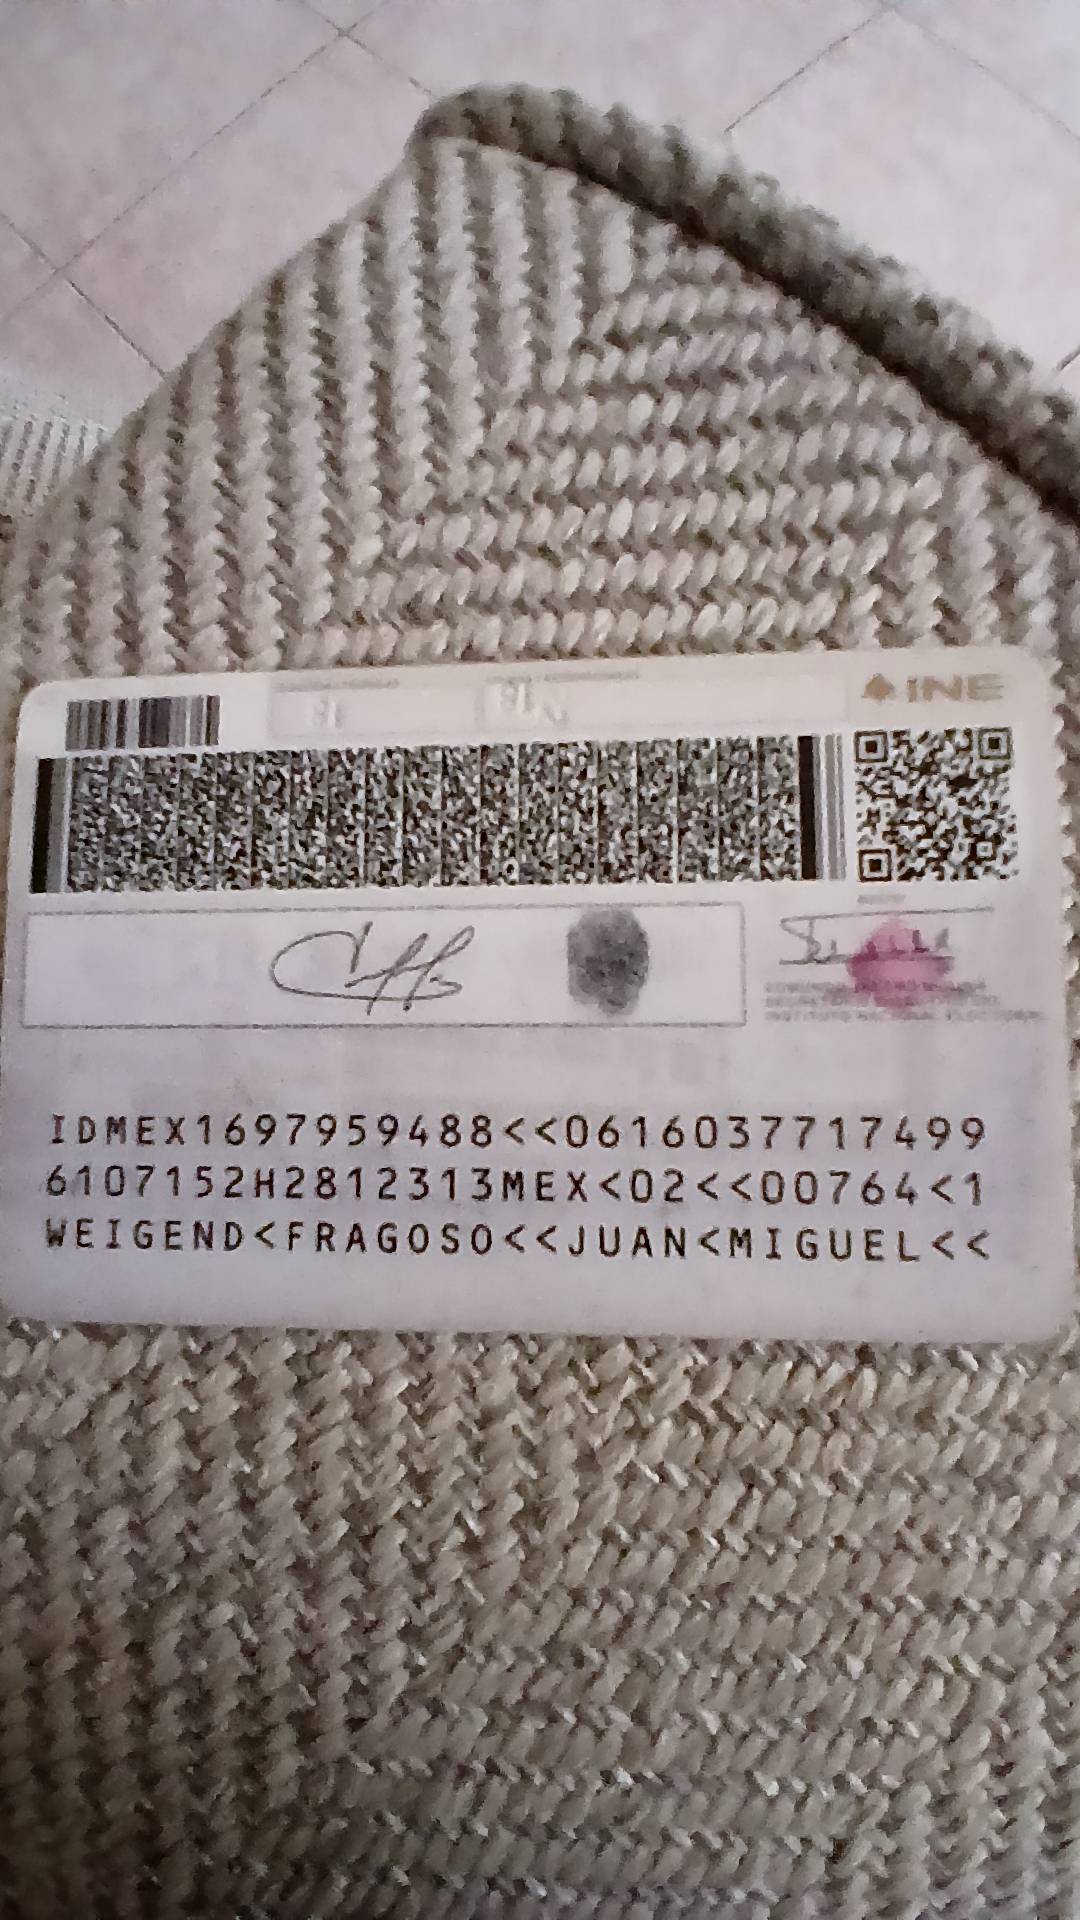 INE
IDMEX1697959488<<0616037717499
6107152H2812313MEX<02<<00764<1
WEIGEND<FRAGOSO<<JUAN<MIGUEL<<